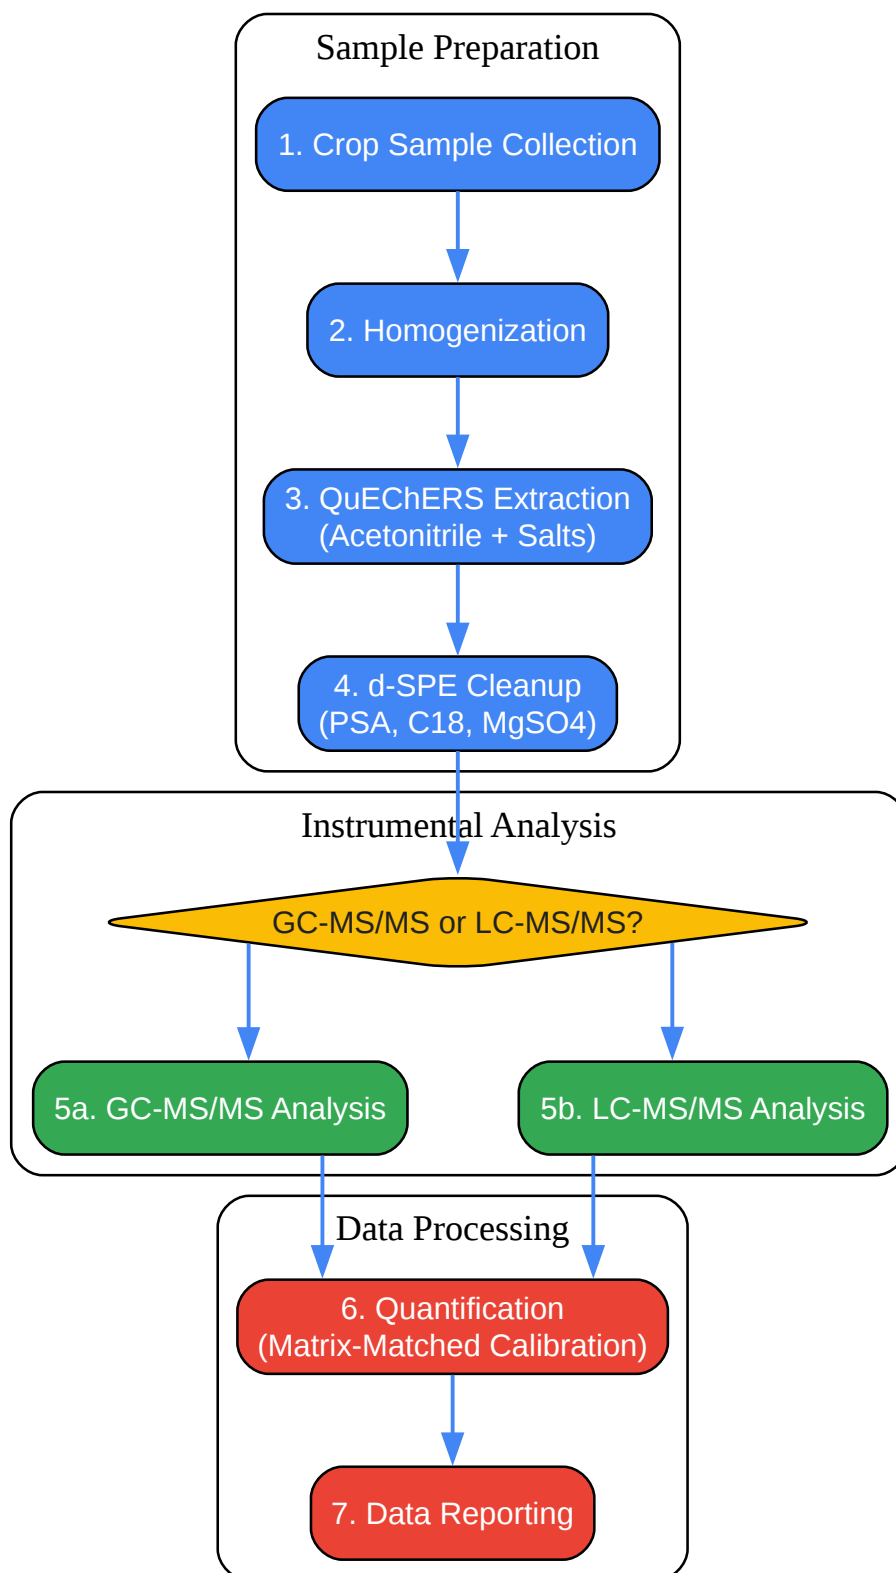 Sample Preparation
1. Crop Sample Collection
2. Homogenization
3. QuEChERS Extraction
(Acetonitrile + Salts)
4. d-SPE Cleanup
(PSA, C18, MgSO4)
Instrumental Analysis
GC-MS/MS or LC-MS/MS?
5a. GC-MS/MS Analysis
5b. LC-MS/MS Analysis
Data Processing
6. Quantification
(Matrix-Matched Calibration)
7. Data Reporting